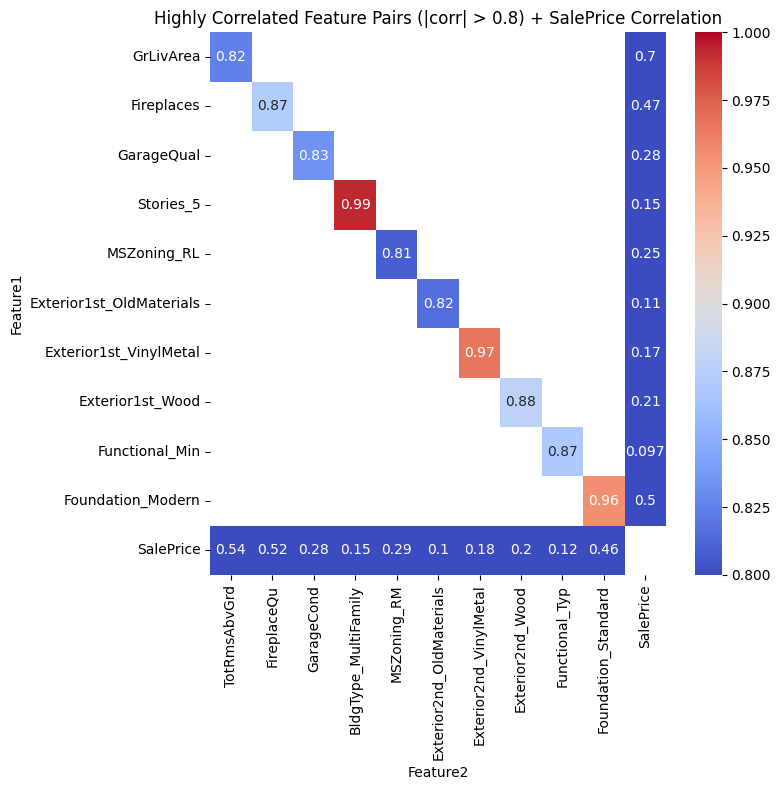 Highly Correlated Feature Pairs (|corr| > 0.8) + SalePrice Correlation
Feature1
GrLivArea 0.82 0.7
Fireplaces 0.87 0.47
GarageQual 0.83 0.28
Stories_5 0.99 0.15
MSZoning_RL 0.81 0.25
Exterior1st_OldMaterials 0.82 0.11
Exterior1st_VinylMetal 0.97 0.17
Exterior1st_Wood 0.88 0.21
Functional_Min 0.87 0.097
Foundation_Modern 0.96 0.5
SalePrice 0.54 0.52 0.28 0.15 0.29 0.1 0.18 0.2 0.12 0.46
TotRmsAbvGrd
FireplaceQu
GarageCond
BldgType_MultiFamily
MSZoning_RM
Exterior2nd_OldMaterials
Exterior2nd_VinylMetal
Exterior2nd_Wood
Functional_Typ
Foundation_Standard
SalePrice
Feature2
1.000
0.975
0.950
0.925
0.900
0.875
0.850
0.825
0.800